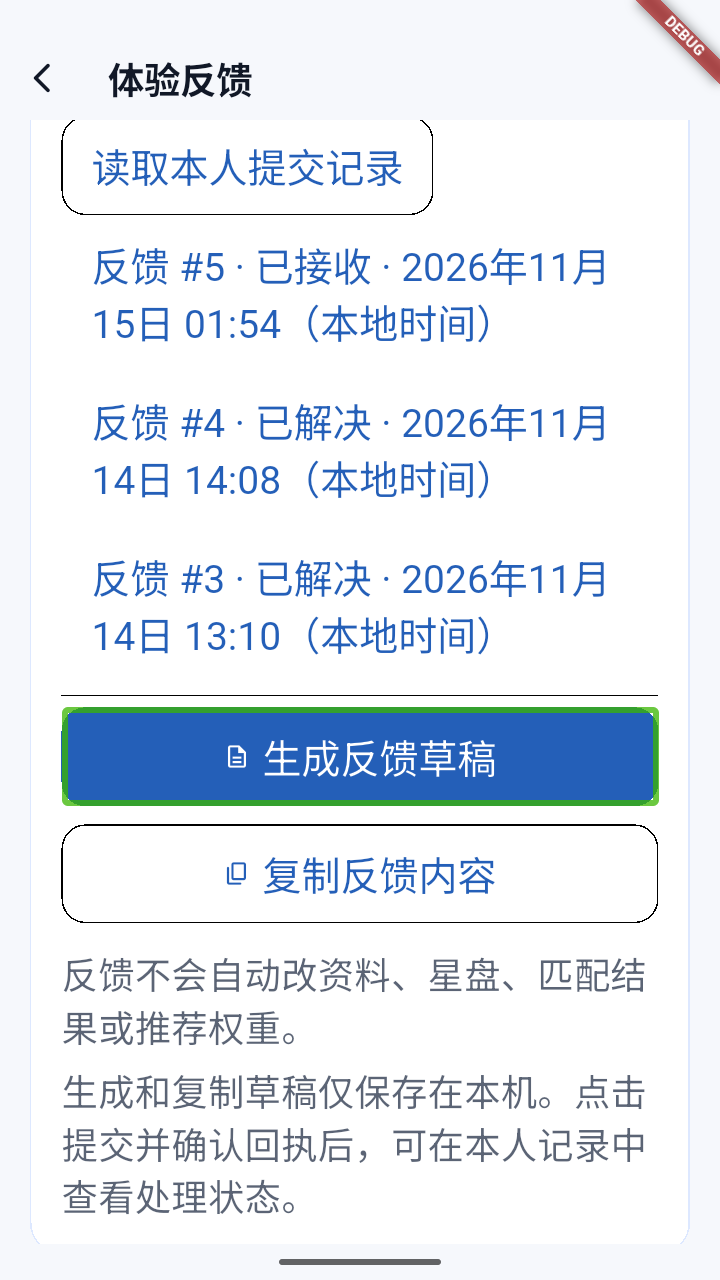 DEBUG
体验反馈
读取本人提交记录
反馈 #5 · 已接收 · 2026年11月
15日 01:54（本地时间）
反馈 #4 · 已解决 · 2026年11月
14日 14:08（本地时间）
反馈 #3 · 已解决 · 2026年11月
14日 13:10（本地时间）
生成反馈草稿
复制反馈内容
反馈不会自动改资料、星盘、匹配结
果或推荐权重。
生成和复制草稿仅保存在本机。点击
提交并确认回执后，可在本人记录中
查看处理状态。